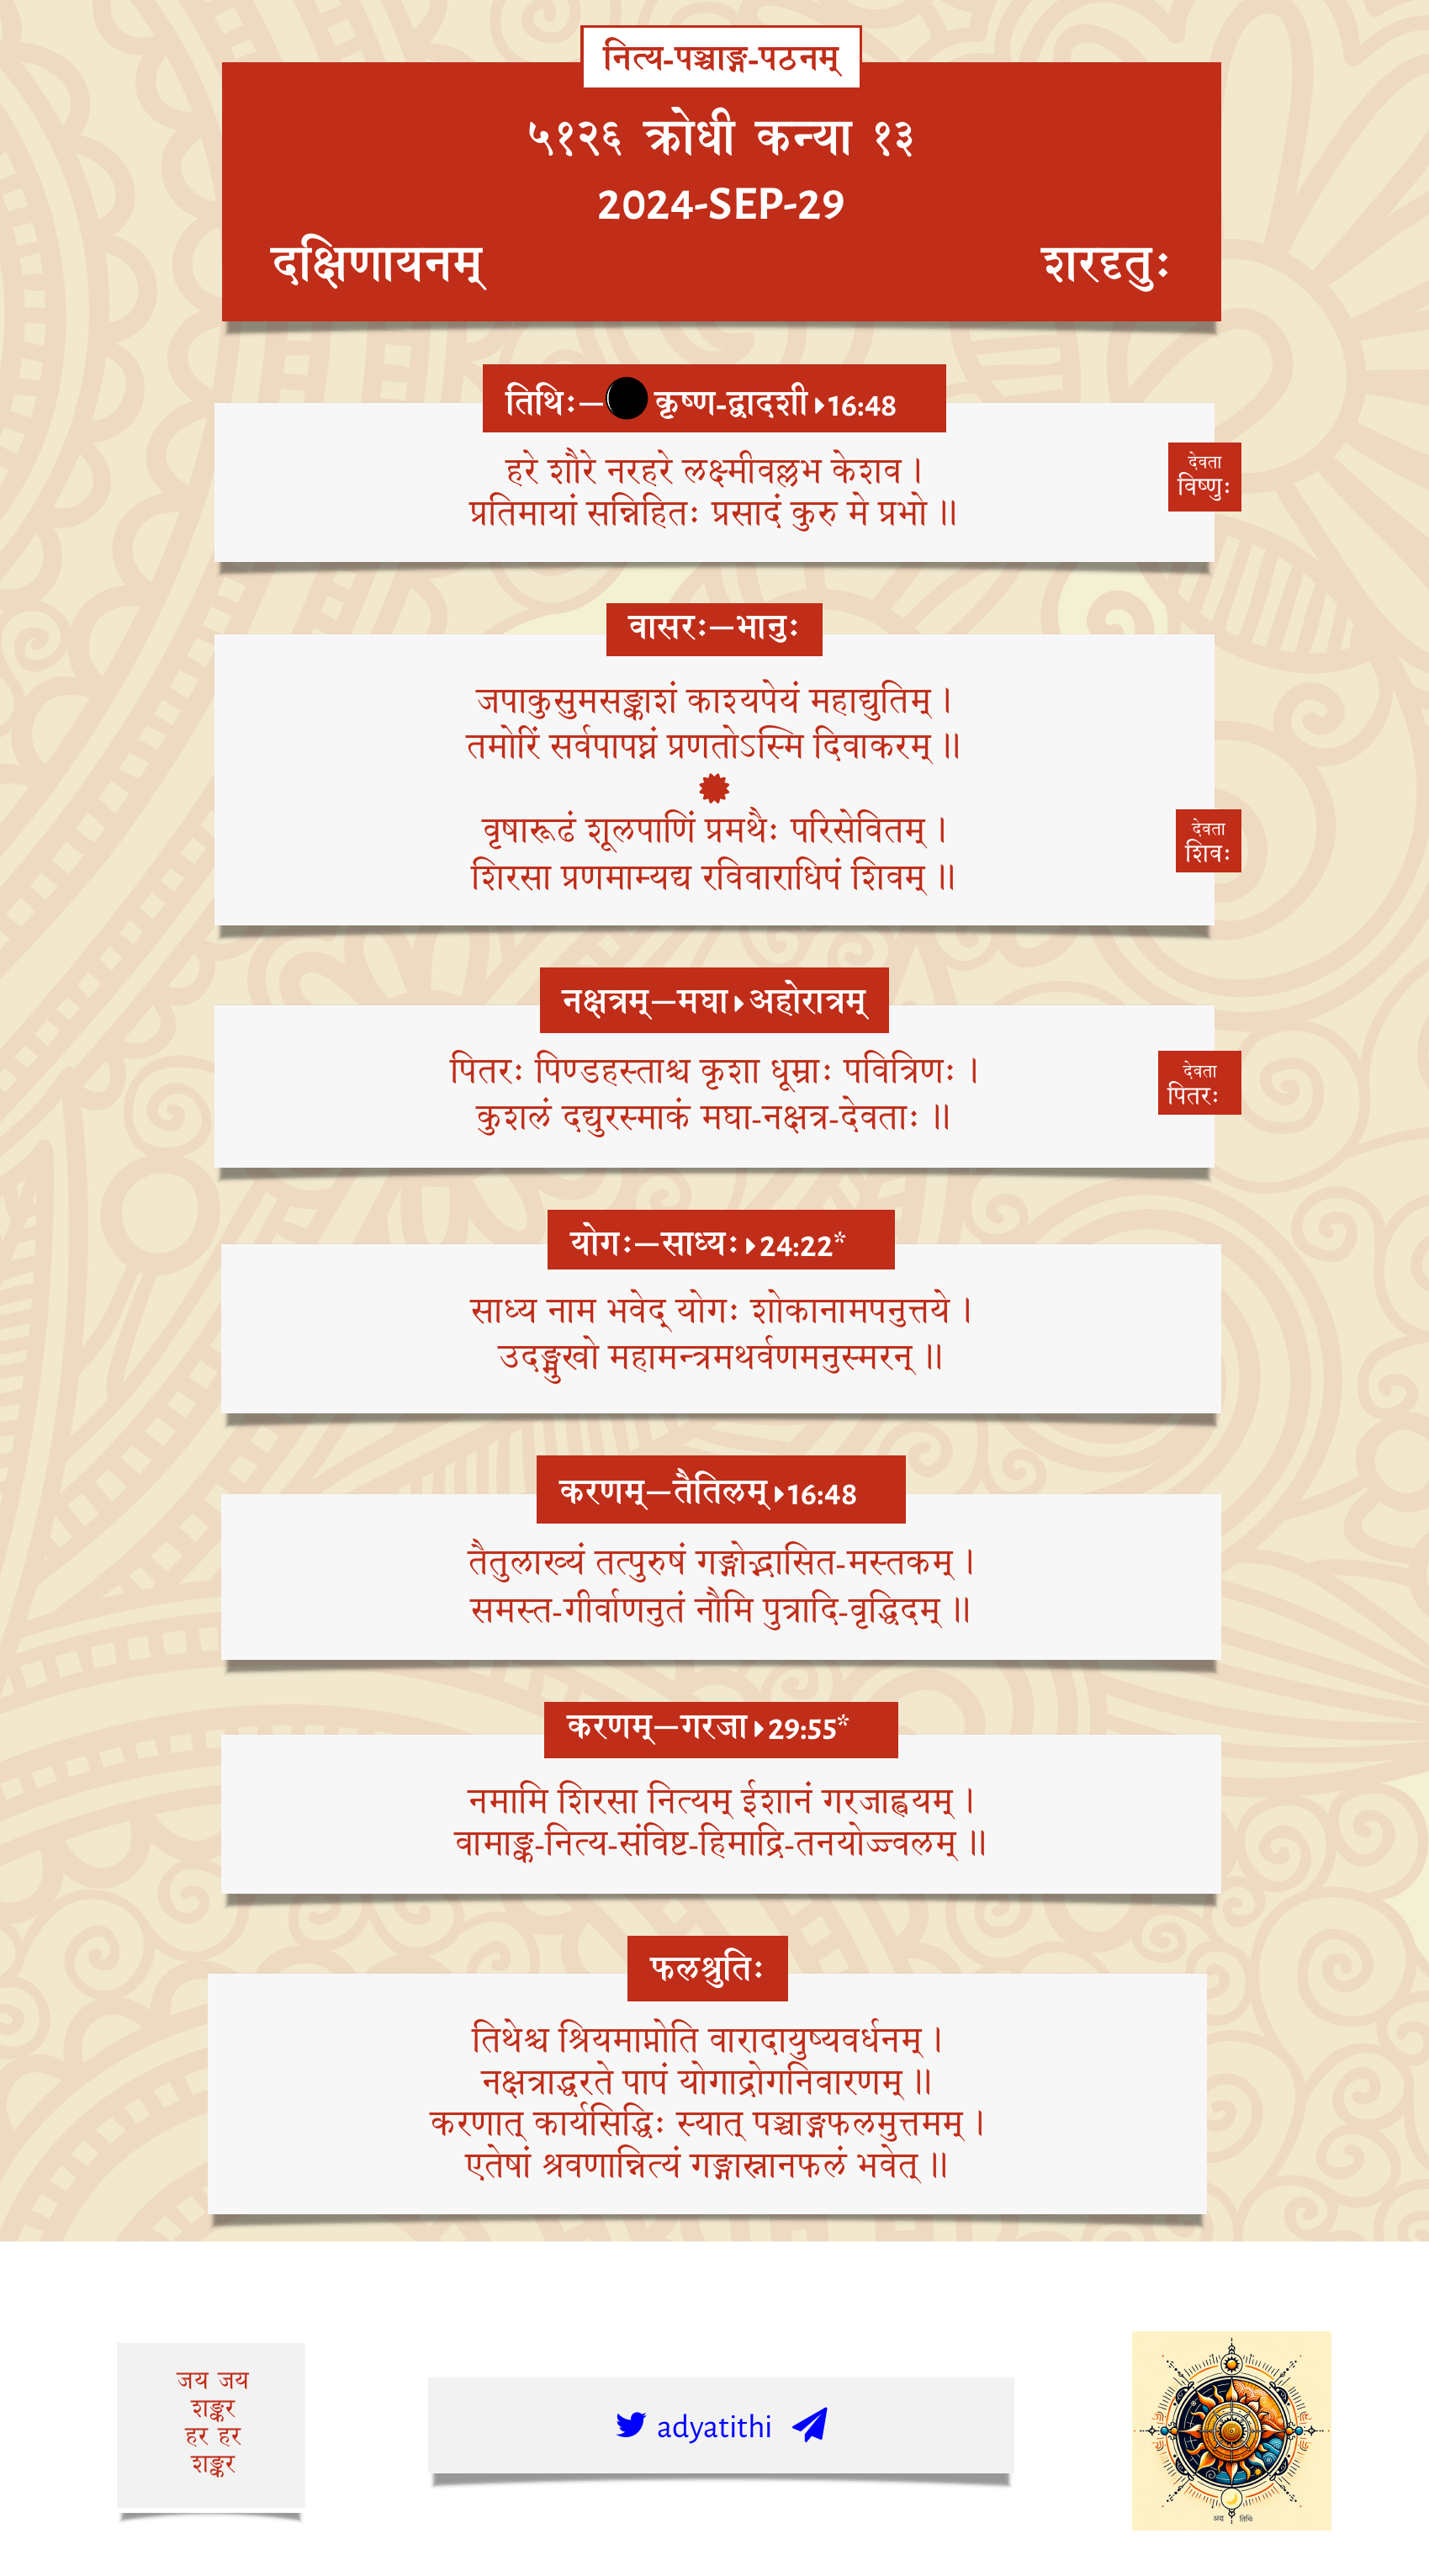 नित्य-पञ्चाङ्ग-पठनम्
५१२६ क्रोधी कन्या १३
2024-SEP-29
दक्षिणायनम्
शरदृतुः
तिथिः—कृष्ण-द्वादशी 16:48
हरे शौरे नरहरे लक्ष्मीवल्लभ केशव ।
प्रतिमायां सन्निहितः प्रसादं कुरु मे प्रभो ॥
देवता
विष्णुः
वासरः—भानुः
जपाकुसुमसङ्काशं काश्यपेयं महाद्युतिम् ।
तमोरिं सर्वपापघ्नं प्रणतोऽस्मि दिवाकरम् ॥
वृषारूढं शूलपाणिं प्रमथैः परिसेवितम् ।
शिरसा प्रणमाम्यद्य रविवाराधिपं शिवम् ॥
देवता
शिवः
नक्षत्रम्—मघा अहोरात्रम्
पितरः पिण्डहस्ताश्च कृशा धूम्राः पवित्रिणः ।
कुशलं दद्युरस्माकं मघा-नक्षत्र-देवताः ॥
देवता
पितरः
योगः—साध्यः 24:22*
साध्य नाम भवेद् योगः शोकानामपनुत्तये ।
उदङ्मुखो महामन्त्रमथर्वणमनुस्मरन् ॥
करणम्—तैतिलम् 16:48
तैतुलाख्यं तत्पुरुषं गङ्गोद्भासित-मस्तकम् ।
समस्त-गीर्वाणनुतं नौमि पुत्रादि-वृद्धिदम् ॥
करणम्—गरजा 29:55*
नमामि शिरसा नित्यम् ईशानं गरजाह्वयम् ।
वामाङ्क-नित्य-संविष्ट-हिमाद्रि-तनयोज्ज्वलम् ॥
फलश्रुतिः
तिथेश्च श्रियमाप्नोति वारादायुष्यवर्धनम् ।
नक्षत्राद्धरते पापं योगाद्रोगनिवारणम् ॥
करणात् कार्यसिद्धिः स्यात् पञ्चाङ्गफलमुत्तमम् ।
एतेषां श्रवणान्नित्यं गङ्गास्नानफलं भवेत् ॥
जय जय
शङ्कर
हर हर
शङ्कर
adyatithi
अद्य तिथिः